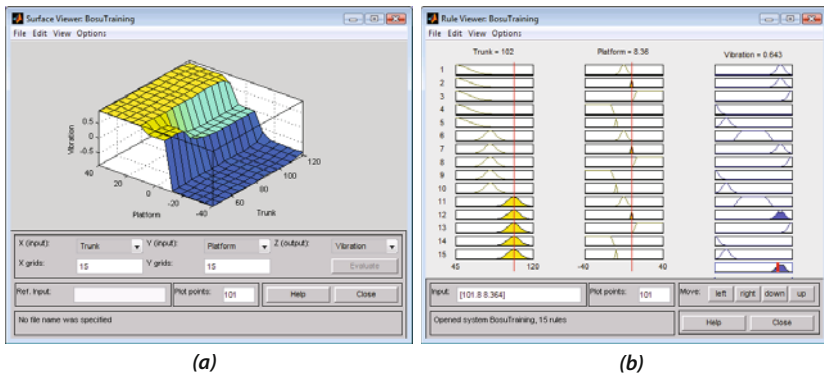 Surface Viewer: BosuTraining
File Edit View Options
Vibration
0.5
0
-0.5
40
20
0
-20
-40
Platform
60
80
100
120
Trunk
X (input): Trunk Y (input): Platform Z (output): Vibration
X grids: 15 Y grids: 15 Evaluate
Ref. Input: Plot points: 101 Help Close
No file name was specified
(a)
Rule Viewer: BosuTraining
File Edit View Options
Trunk = 102 Platform = 8.36 Vibration = 0.643
1
2
3
4
5
6
7
8
9
10
11
12
13
14
15
45 120 -40 40
Input: [101.8 8.364] Plot points: 101 Move: left right down up
Opened system BosuTraining, 15 rules Help Close
(b)